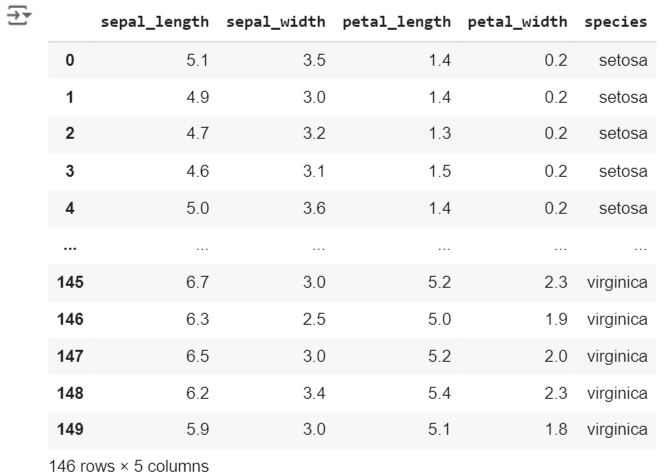 sepal_length sepal_width petal_length petal_width species
0 5.1 3.5 1.4 0.2 setosa
1 4.9 3.0 1.4 0.2 setosa
2 4.7 3.2 1.3 0.2 setosa
3 4.6 3.1 1.5 0.2 setosa
4 5.0 3.6 1.4 0.2 setosa
... ... ... ... ... ...
145 6.7 3.0 5.2 2.3 virginica
146 6.3 2.5 5.0 1.9 virginica
147 6.5 3.0 5.2 2.0 virginica
148 6.2 3.4 5.4 2.3 virginica
149 5.9 3.0 5.1 1.8 virginica
146 rows × 5 columns